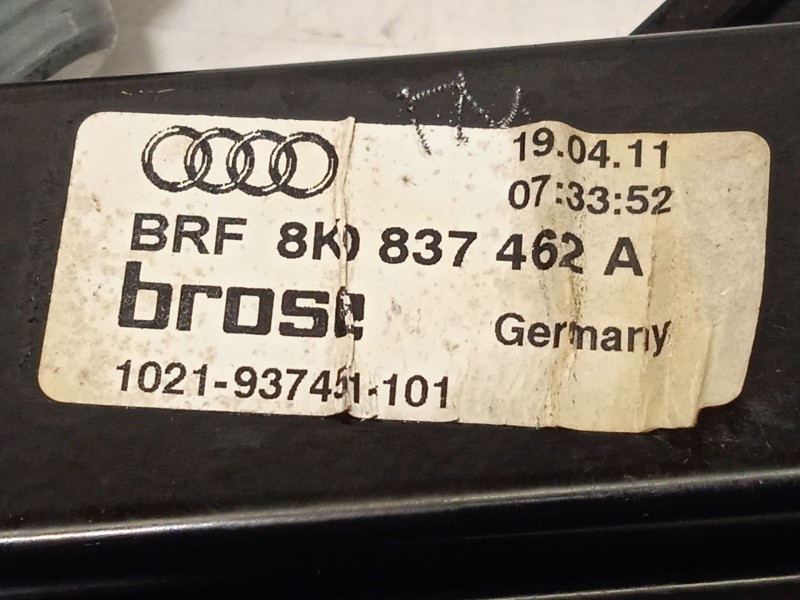 19.04.11
07:33:52
BRF 8K0 837 462 A
brose
Germany
1021-937451-101